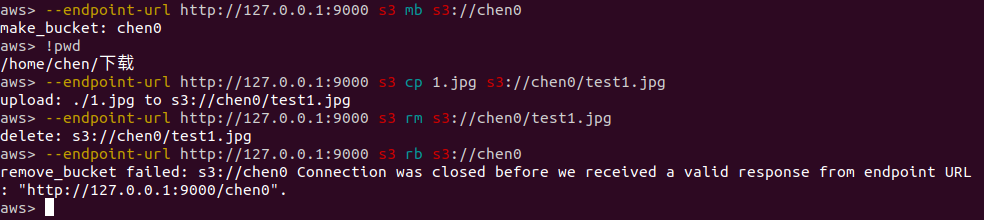 aws> --endpoint-url http://127.0.0.1:9000 s3 mb s3://chen0
make_bucket: chen0
aws> !pwd
/home/chen/下载
aws> --endpoint-url http://127.0.0.1:9000 s3 cp 1.jpg s3://chen0/test1.jpg
upload: ./1.jpg to s3://chen0/test1.jpg
aws> --endpoint-url http://127.0.0.1:9000 s3 rm s3://chen0/test1.jpg
delete: s3://chen0/test1.jpg
aws> --endpoint-url http://127.0.0.1:9000 s3 rb s3://chen0
remove_bucket failed: s3://chen0 Connection was closed before we received a valid response from endpoint URL
: "http://127.0.0.1:9000/chen0".
aws>